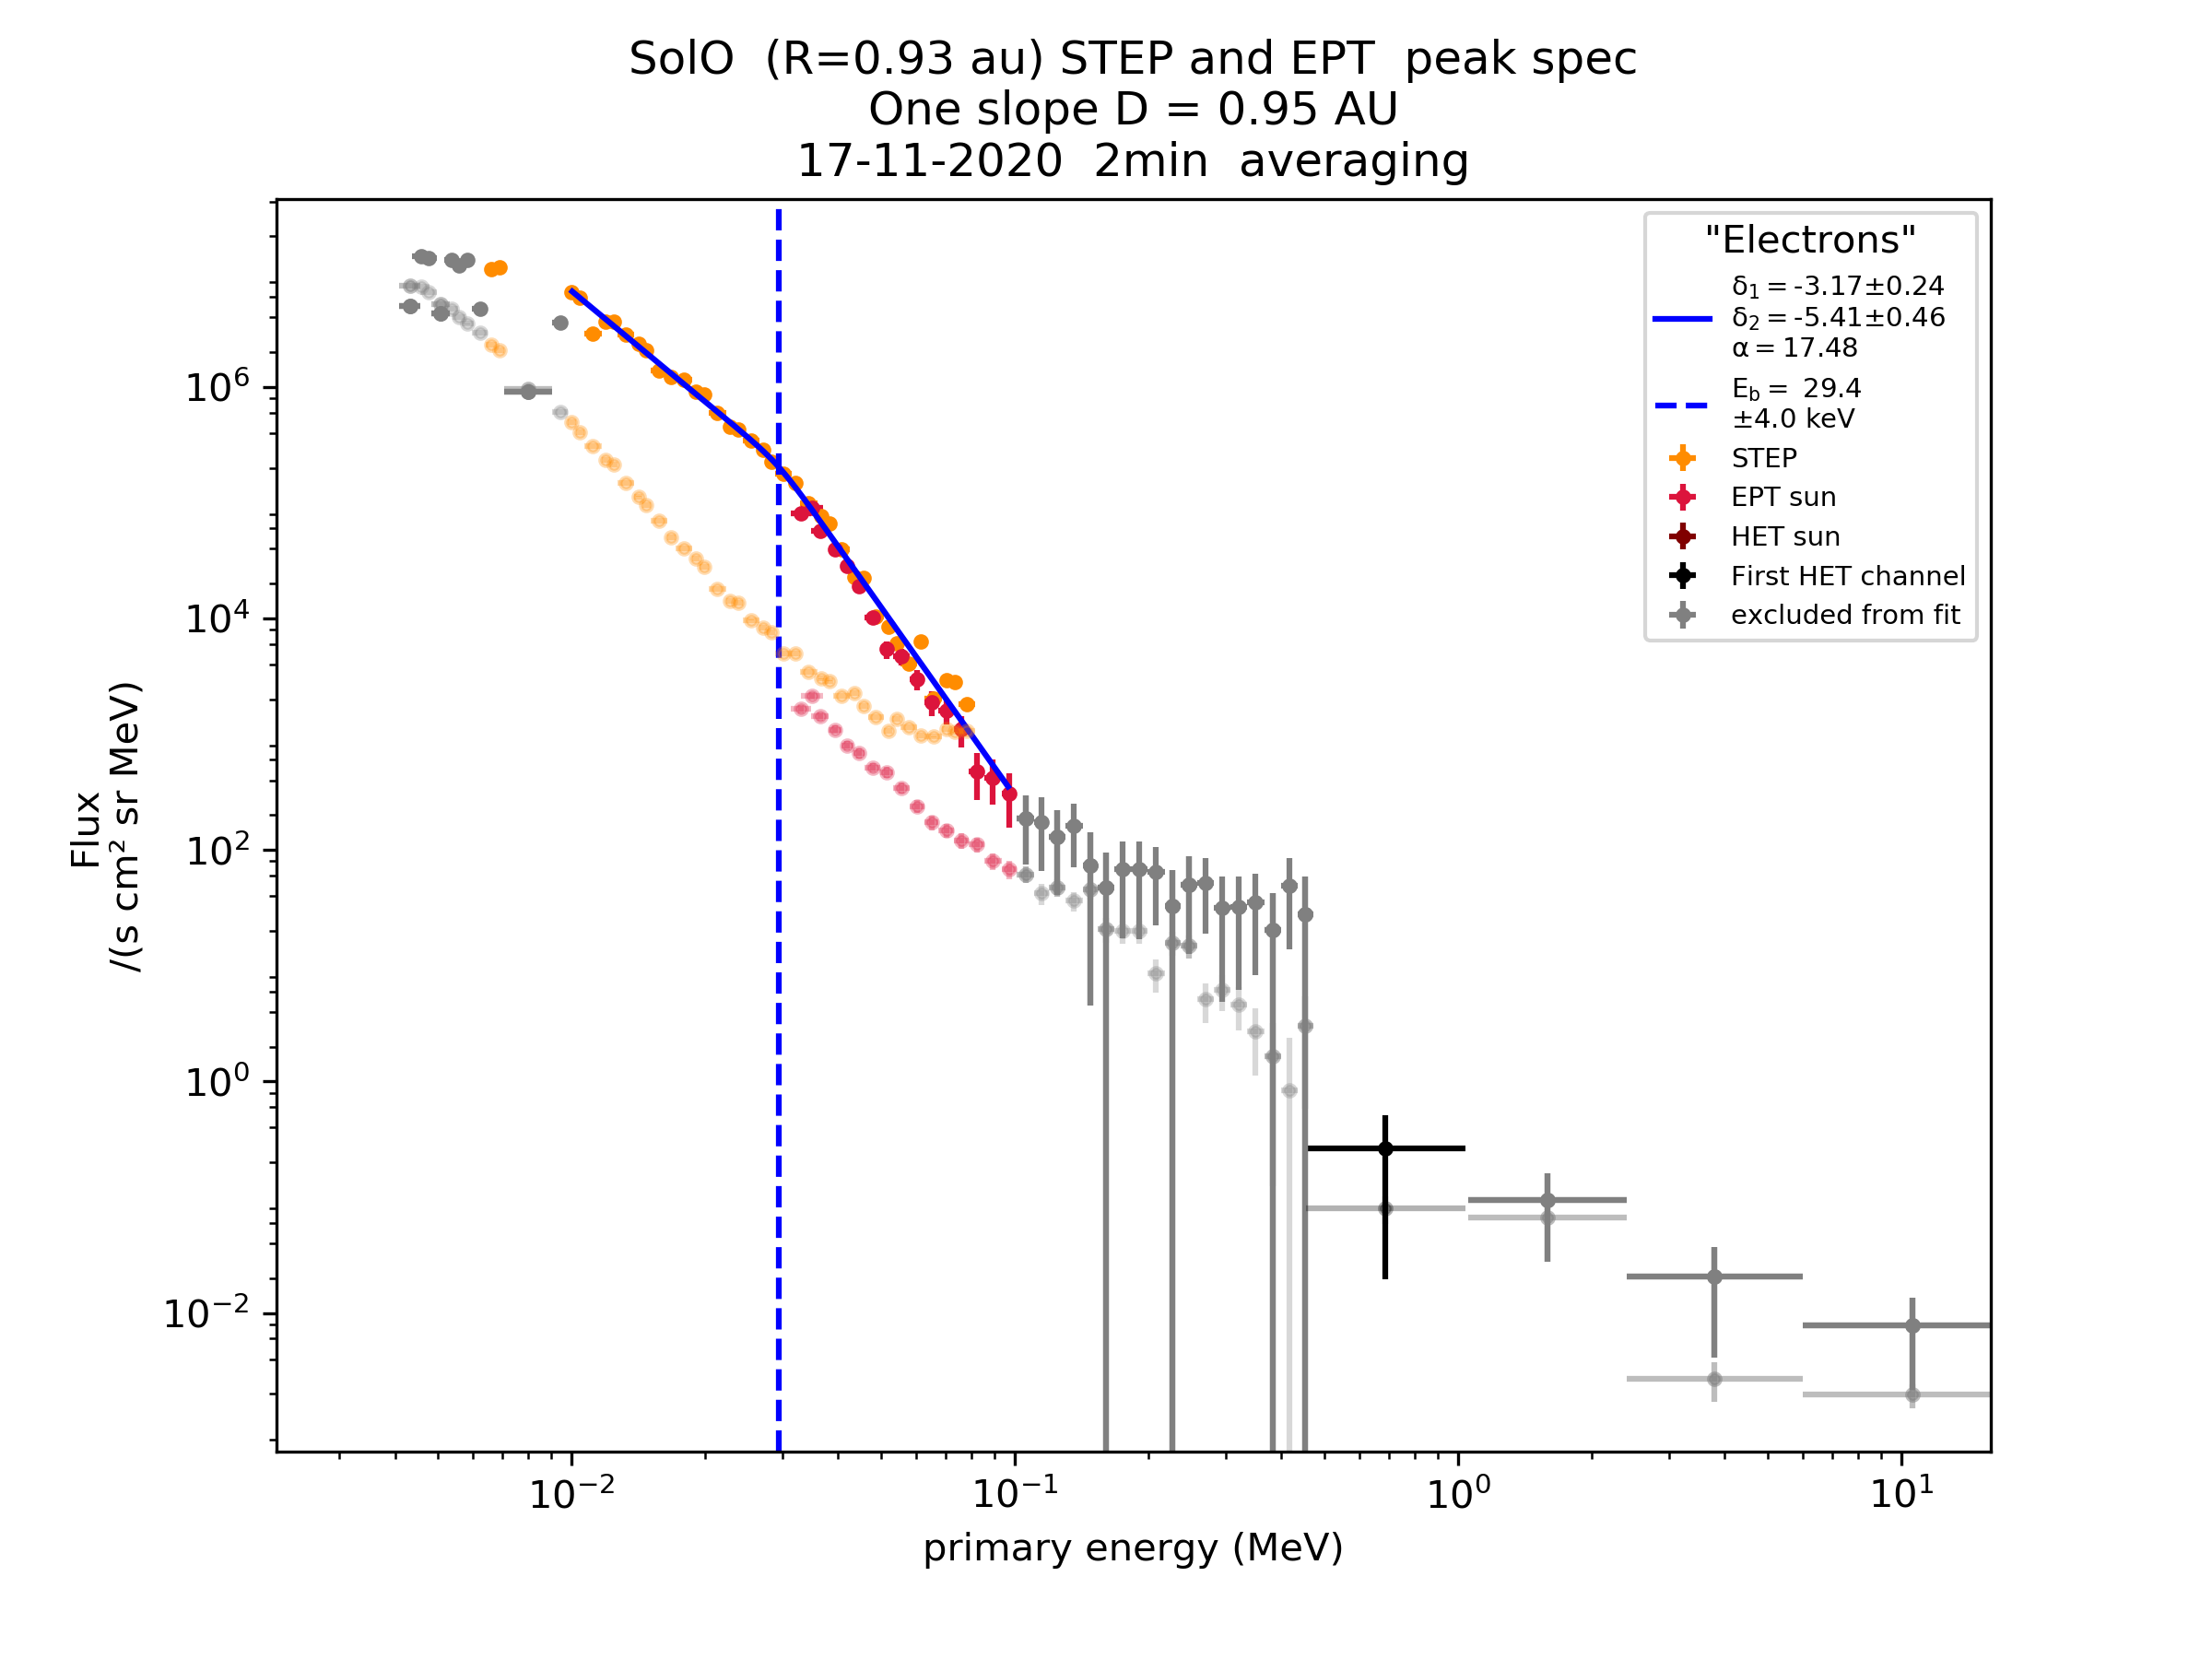 SolO  (R=0.93 au) STEP and EPT  peak spec
One slope D = 0.95 AU
17-11-2020  2min  averaging
"Electrons"
δ₁ = -3.17±0.24
δ₂ = -5.41±0.46
α = 17.48
E_b =  29.4
±4.0 keV
STEP
EPT sun
HET sun
First HET channel
excluded from fit
Flux
/(s cm² sr MeV)
10⁶
10⁴
10²
10⁰
10⁻²
10⁻²
10⁻¹
10⁰
10¹
primary energy (MeV)